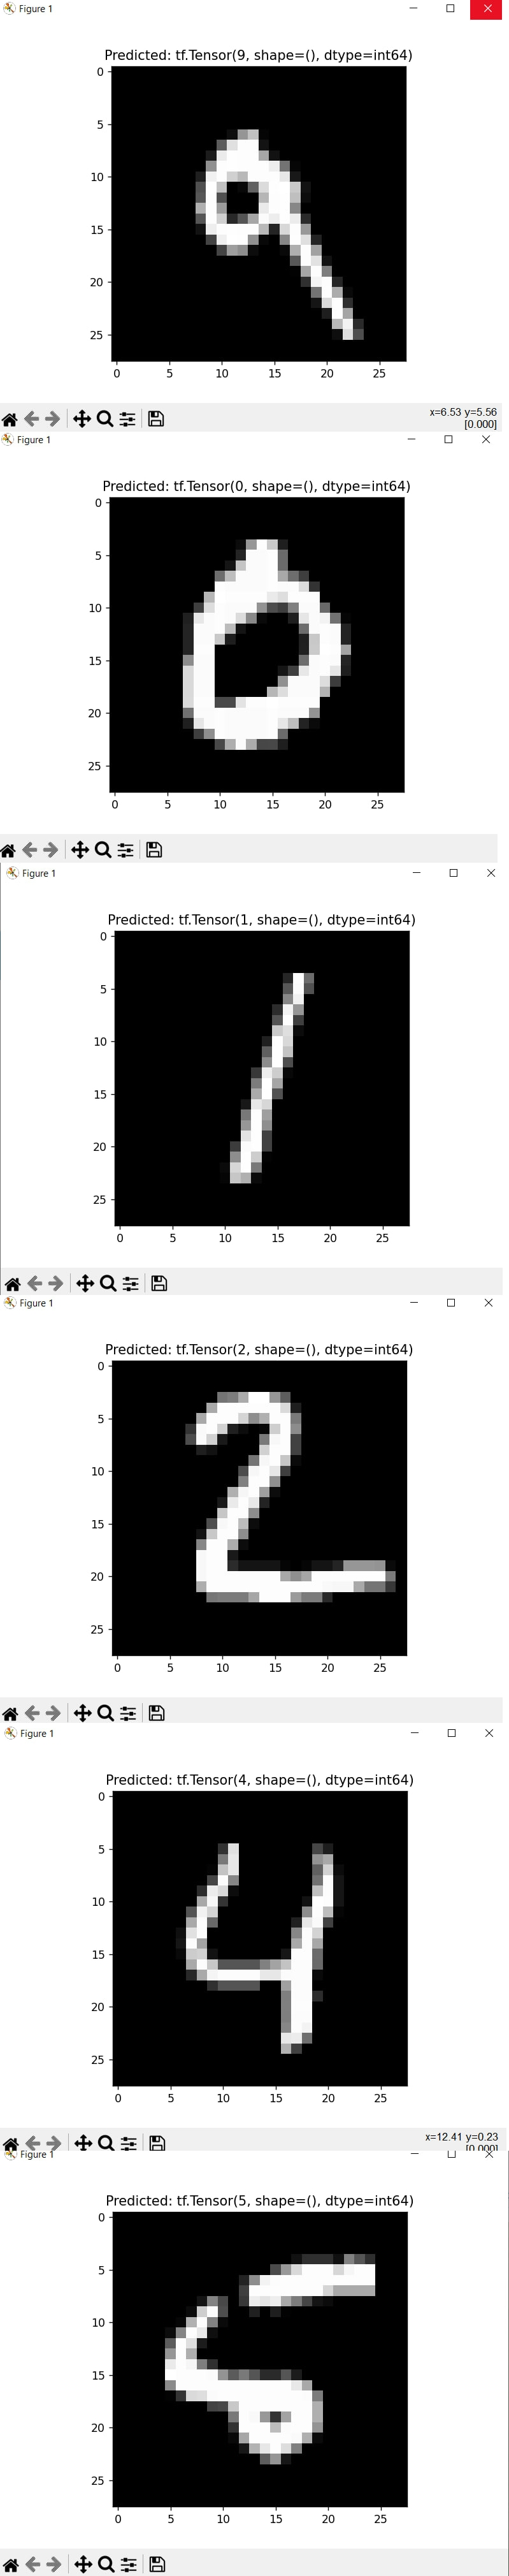 Figure 1
Predicted: tf.Tensor(9, shape=(), dtype=int64)
0
5
10
15
20
25
0 5 10 15 20 25
x=6.53 y=5.56
[0.000]
Figure 1
Predicted: tf.Tensor(0, shape=(), dtype=int64)
0
5
10
15
20
25
0 5 10 15 20 25
Figure 1
Predicted: tf.Tensor(1, shape=(), dtype=int64)
0
5
10
15
20
25
0 5 10 15 20 25
Figure 1
Predicted: tf.Tensor(2, shape=(), dtype=int64)
0
5
10
15
20
25
0 5 10 15 20 25
Figure 1
Predicted: tf.Tensor(4, shape=(), dtype=int64)
0
5
10
15
20
25
0 5 10 15 20 25
x=12.41 y=0.23
[0.000]
Figure 1
Predicted: tf.Tensor(5, shape=(), dtype=int64)
0
5
10
15
20
25
0 5 10 15 20 25